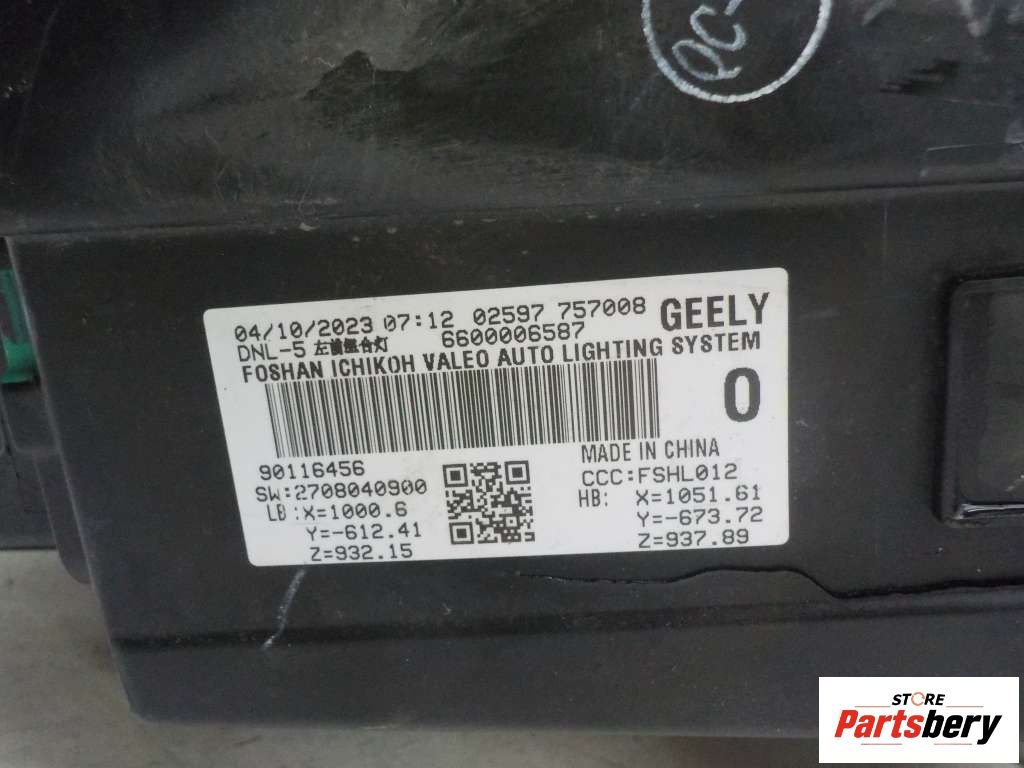 QC-
04/10/2023 07:12 02597 757008 GEELY
DNL-5 左前组合灯 6600006587
FOSHAN ICHIKOH VALEO AUTO LIGHTING SYSTEM
0
90116456 MADE IN CHINA
SW:2708040900 CCC:FSHL012
LB:X=1000.6 HB: X=1051.61
Y=-612.41 Y=-673.72
Z=932.15 Z=937.89
STORE
Partsbery